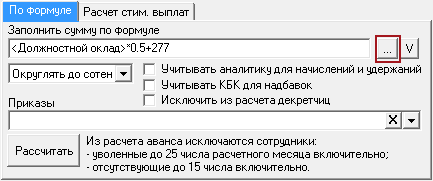 По формуле Расчет стим. выплат
Заполнить сумму по формуле
<Должностной оклад>*0.5+277 ... V
Округлять до сотен Учитывать аналитику для начислений и удержаний
Учитывать КБК для надбавок
Исключить из расчета декретчиц
Приказы
X
Рассчитать
Из расчета аванса исключаются сотрудники:
- уволенные до 25 числа расчетного месяца включительно;
- отсутствующие до 15 числа включительно.